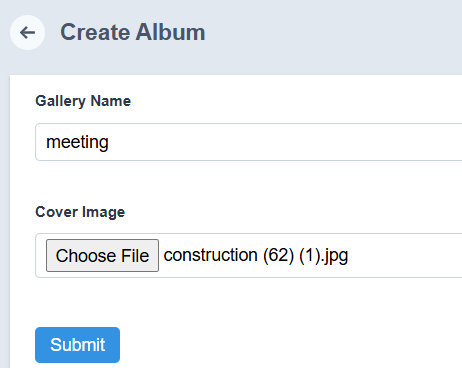 Create Album
Gallery Name
meeting
Cover Image
Choose File construction (62) (1).jpg
Submit